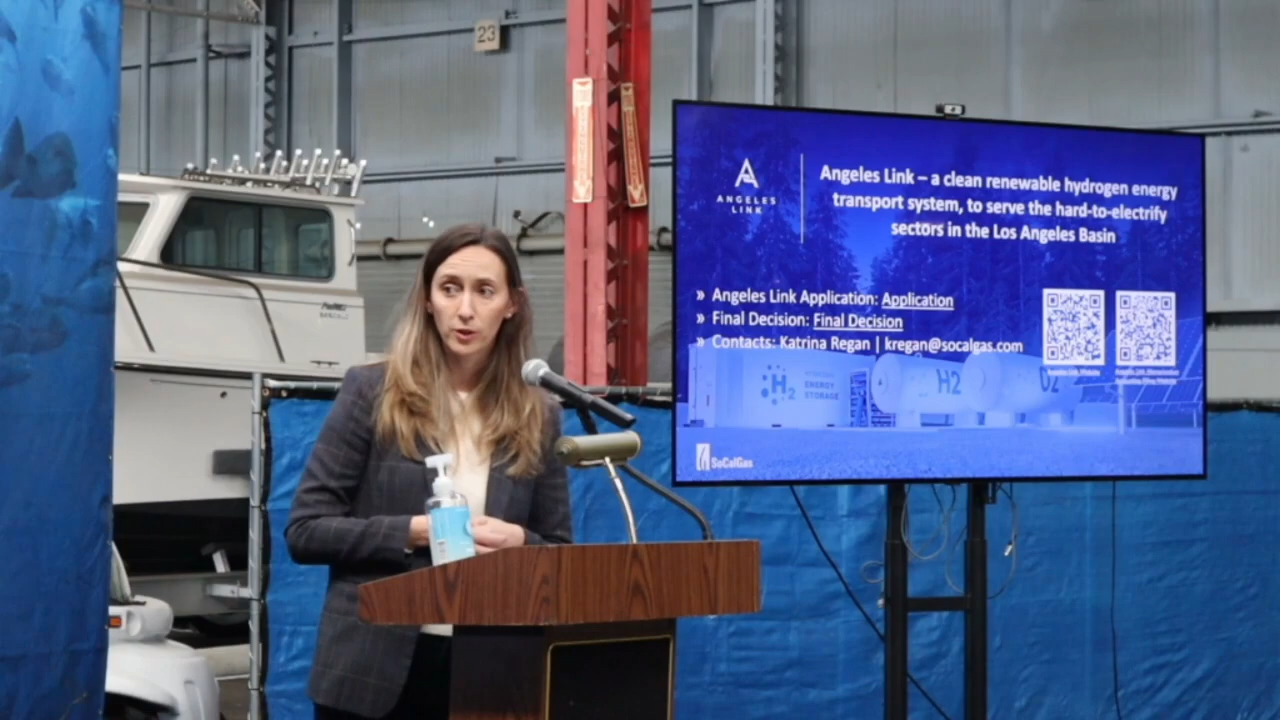 23
ANGELES
LINK
Angeles Link – a clean renewable hydrogen energy
transport system, to serve the hard-to-electrify
sectors in the Los Angeles Basin
» Angeles Link Application: Application
» Final Decision: Final Decision
» Contacts: Katrina Regan | kregan@socalgas.com
H2
HYDROGEN
ENERGY
STORAGE
H2
O2
SoCalGas